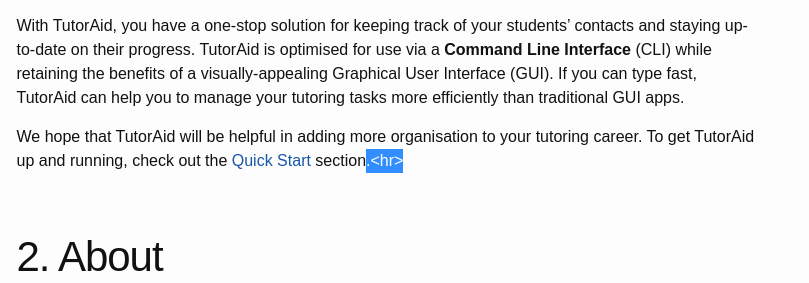 With TutorAid, you have a one-stop solution for keeping track of your students’ contacts and staying up-
to-date on their progress. TutorAid is optimised for use via a Command Line Interface (CLI) while
retaining the benefits of a visually-appealing Graphical User Interface (GUI). If you can type fast,
TutorAid can help you to manage your tutoring tasks more efficiently than traditional GUI apps.
We hope that TutorAid will be helpful in adding more organisation to your tutoring career. To get TutorAid
up and running, check out the Quick Start section.<hr>
2. About